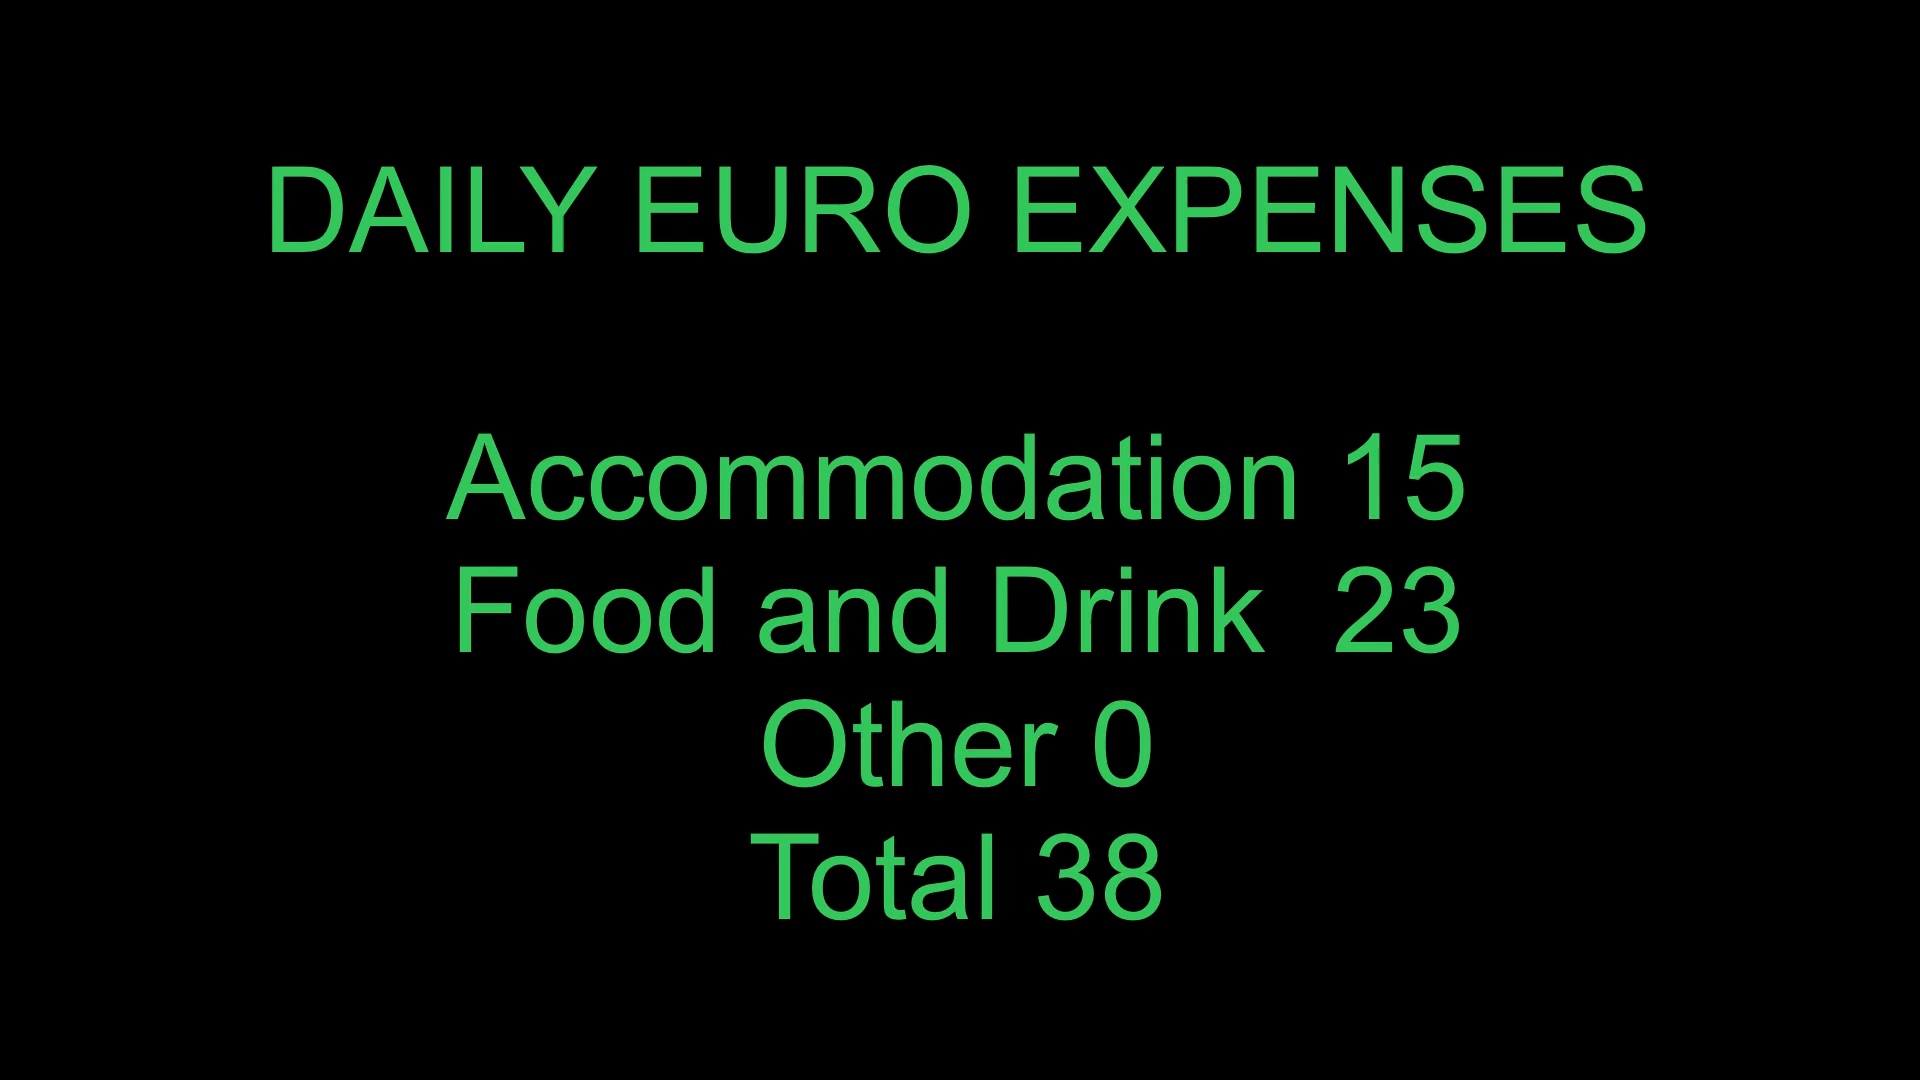 DAILY EURO EXPENSES
Accommodation 15
Food and Drink  23
Other 0
Total 38